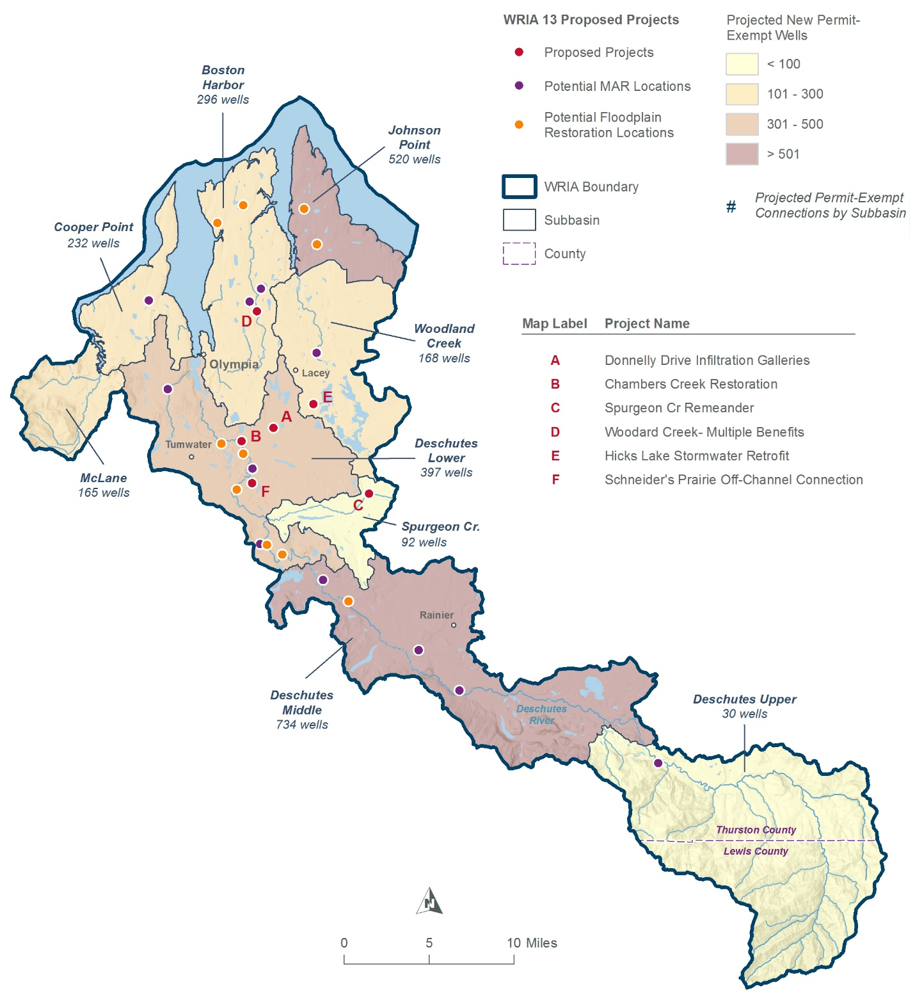 WRIA 13 Proposed Projects
Proposed Projects
Potential MAR Locations
Potential Floodplain
Restoration Locations
WRIA Boundary
Subbasin
County
Projected New Permit-
Exempt Wells
< 100
101 - 300
301 - 500
> 501
# Projected Permit-Exempt
Connections by Subbasin
Map Label Project Name
A Donnelly Drive Infiltration Galleries
B Chambers Creek Restoration
C Spurgeon Cr Remeander
D Woodard Creek- Multiple Benefits
E Hicks Lake Stormwater Retrofit
F Schneider's Prairie Off-Channel Connection
Boston
Harbor
296 wells
Johnson
Point
520 wells
Cooper Point
232 wells
D
Woodland
Creek
168 wells
Olympia
Lacey
E
A
B
Tumwater
Deschutes
Lower
397 wells
McLane
165 wells
F
C
Spurgeon Cr.
92 wells
Rainier
Deschutes
Middle
734 wells
Deschutes
River
Deschutes Upper
30 wells
Thurston County
Lewis County
N
0 5 10 Miles